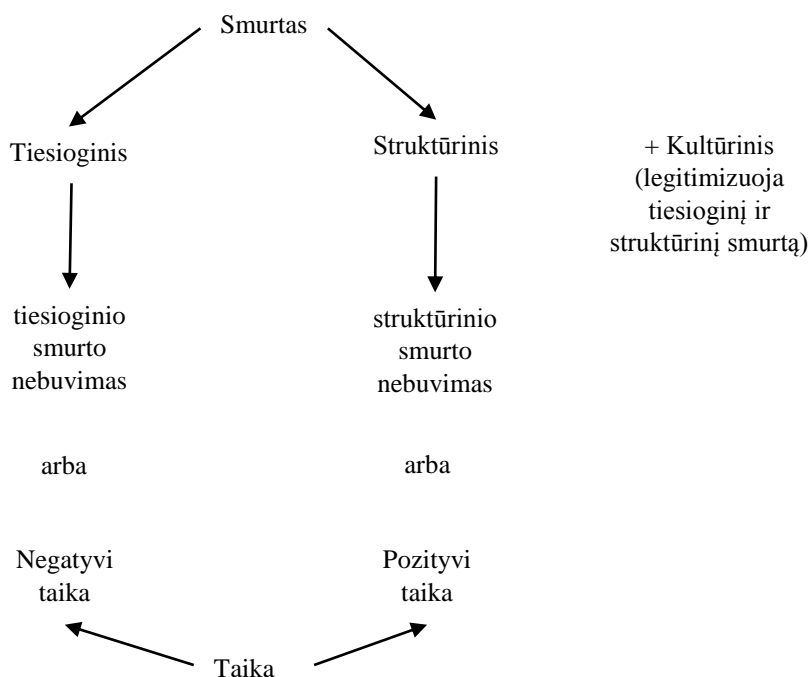 Smurtas
Tiesioginis
Struktūrinis
+ Kultūrinis
(legitimizuoja
tiesioginį ir
struktūrinį smurtą)
tiesioginio
smurto
nebuvimas
struktūrinio
smurto
nebuvimas
arba
arba
Negatyvi
taika
Pozityvi
taika
Taika